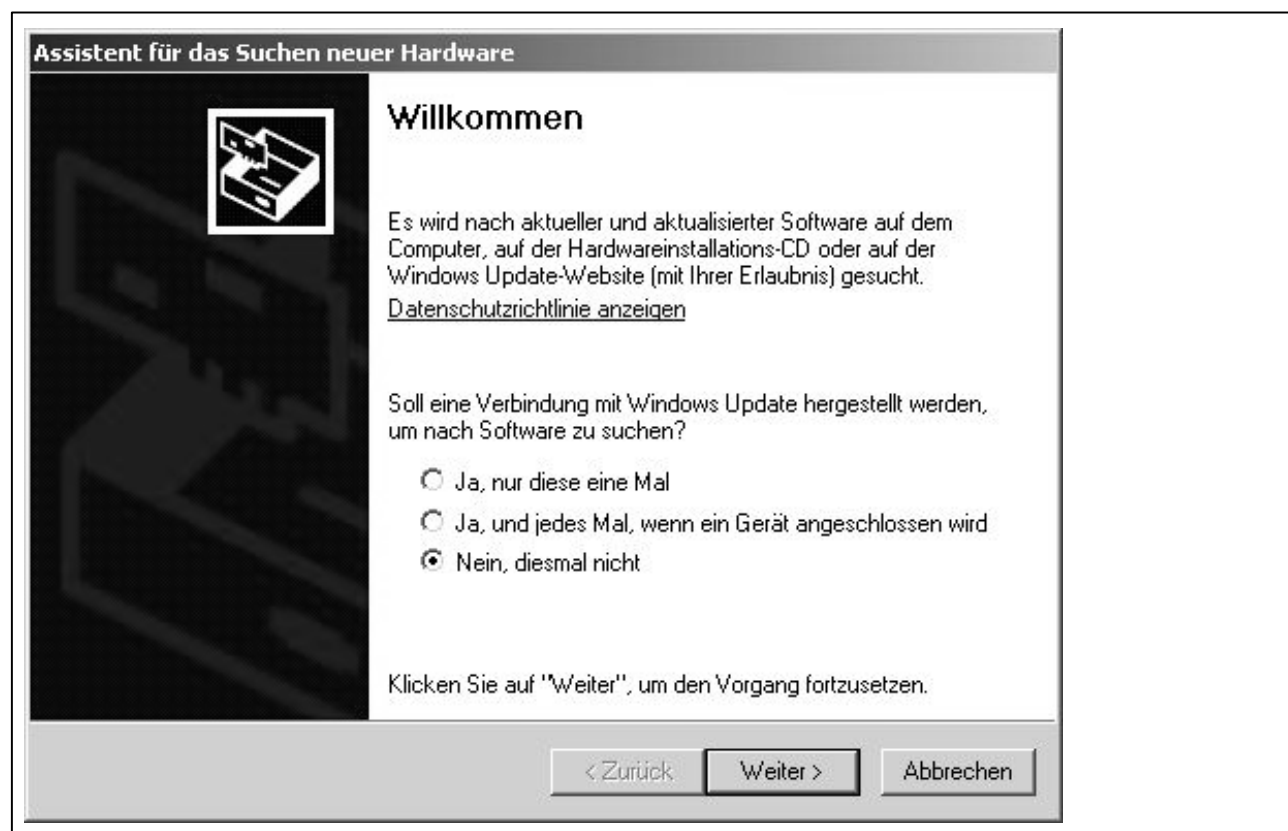 Assistent für das Suchen neuer Hardware
Willkommen
Es wird nach aktueller und aktualisierter Software auf dem
Computer, auf der Hardwareinstallations-CD oder auf der
Windows Update-Website (mit Ihrer Erlaubnis) gesucht.
Datenschutzrichtlinie anzeigen
Soll eine Verbindung mit Windows Update hergestellt werden,
um nach Software zu suchen?
Ja, nur diese eine Mal
Ja, und jedes Mal, wenn ein Gerät angeschlossen wird
Nein, diesmal nicht
Klicken Sie auf "Weiter", um den Vorgang fortzusetzen.
< Zurück Weiter > Abbrechen